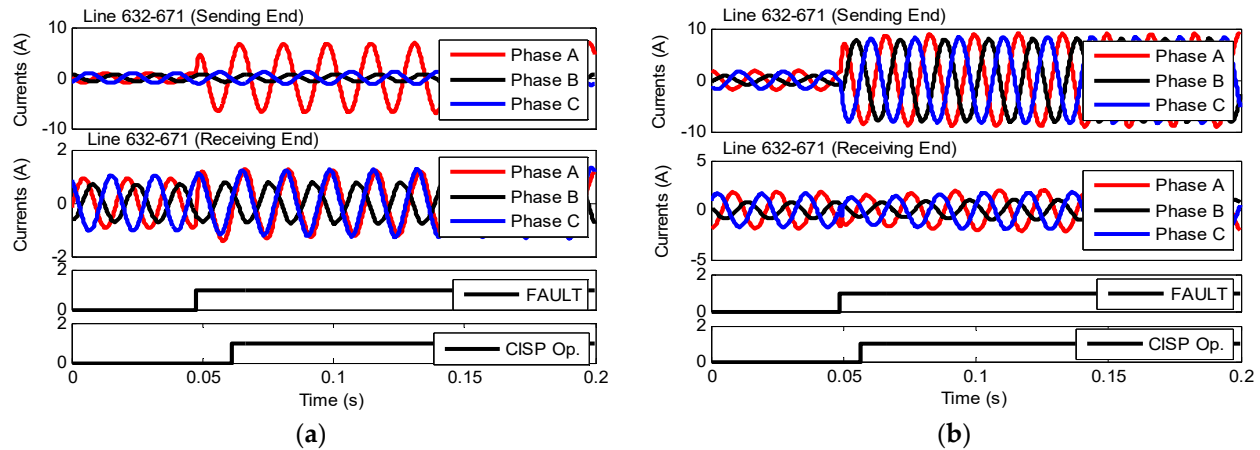 Line 632-671 (Sending End)
Currents (A)
10
0
-10
Phase A
Phase B
Phase C
Line 632-671 (Receiving End)
Currents (A)
2
0
-2
Phase A
Phase B
Phase C
2
0
FAULT
2
0
CISP Op.
0 0.05 0.1 0.15 0.2
Time (s)
(a)
Line 632-671 (Sending End)
Currents (A)
10
0
-10
Phase A
Phase B
Phase C
Line 632-671 (Receiving End)
Currents (A)
5
0
-5
Phase A
Phase B
Phase C
2
0
FAULT
2
0
CISP Op.
0 0.05 0.1 0.15 0.2
Time (s)
(b)